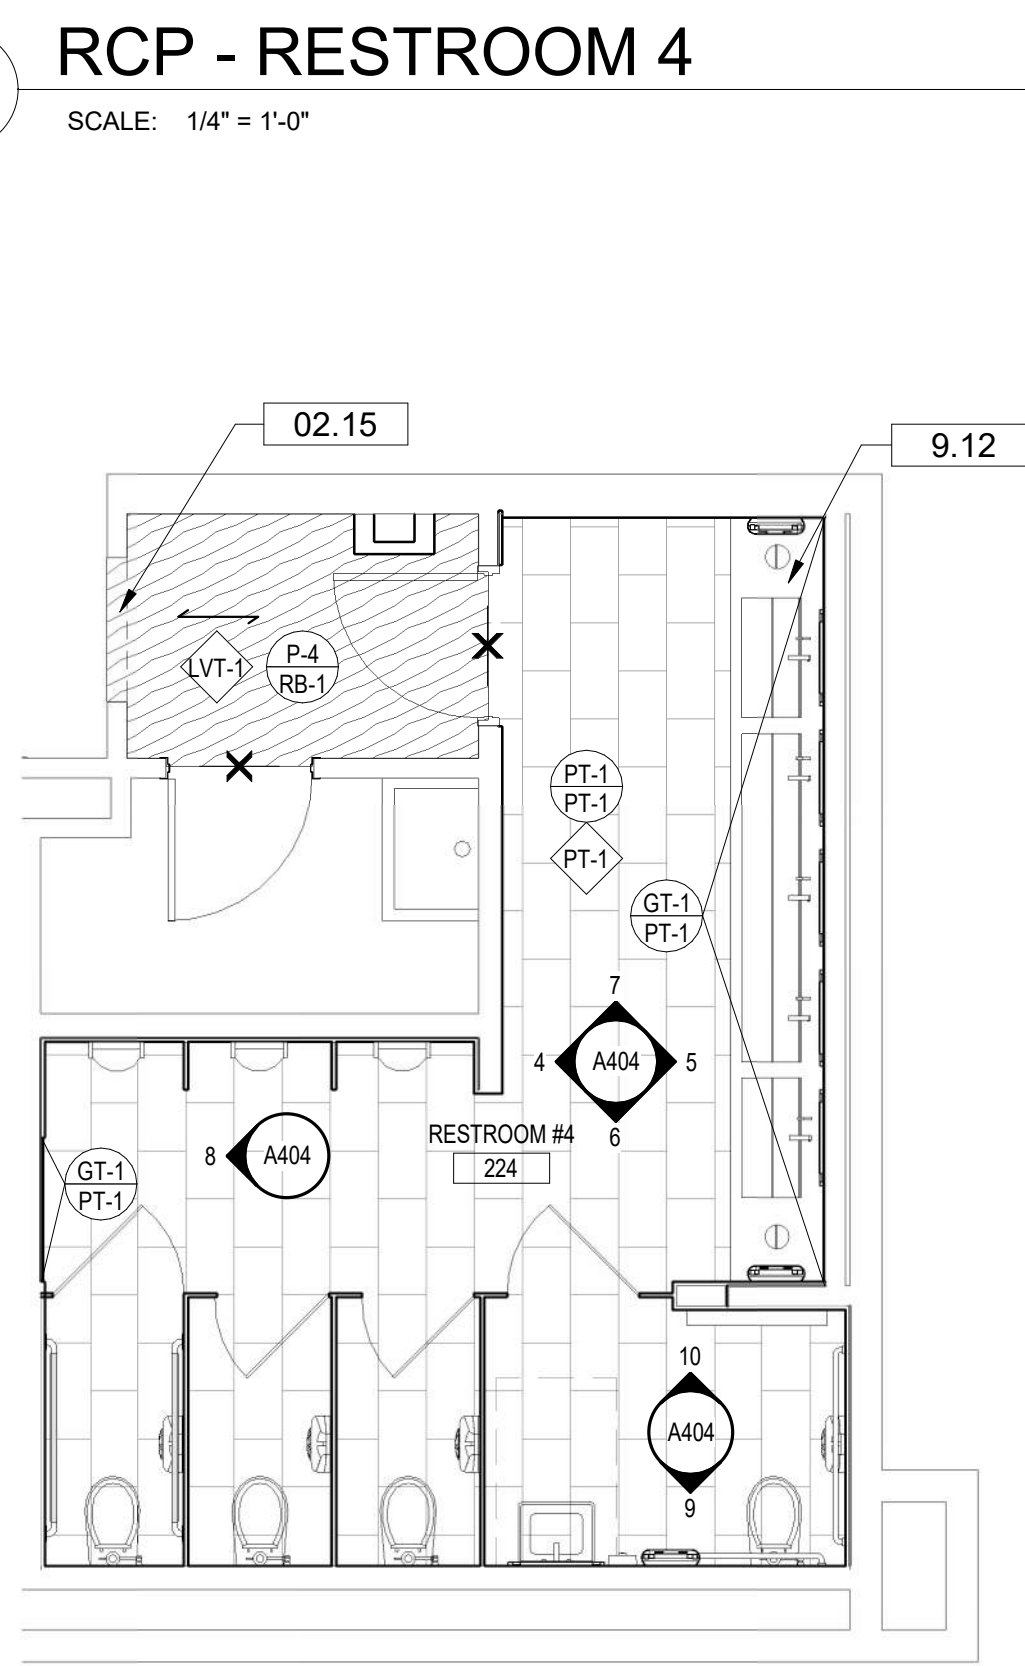 RCP - RESTROOM 4
SCALE: 1/4" = 1'-0"
02.15
9.12
LVT-1
P-4
RB-1
PT-1
PT-1
PT-1
GT-1
PT-1
7
4
A404
5
6
RESTROOM #4
224
8
A404
GT-1
PT-1
10
A404
9